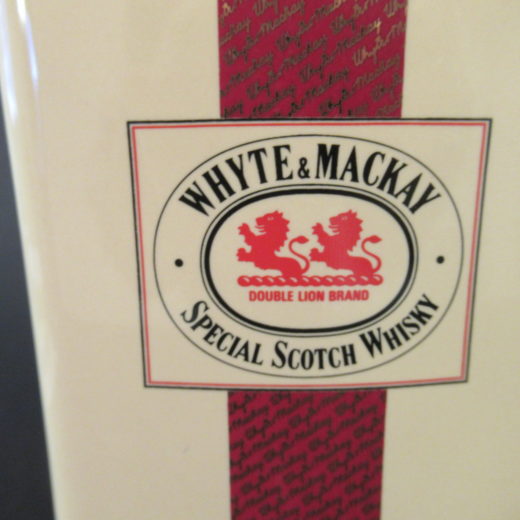 WHYTE & MACKAY
DOUBLE LION BRAND
SPECIAL SCOTCH WHISKY